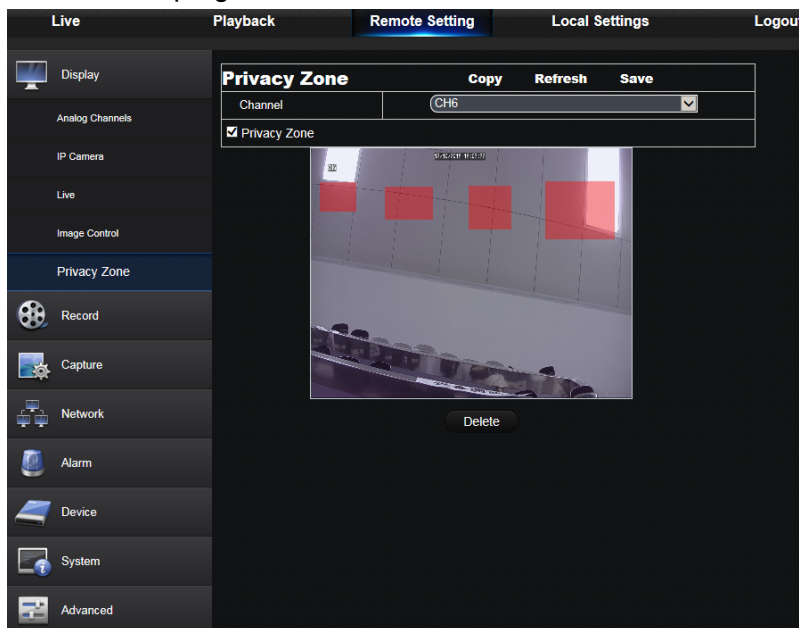 Live Playback Remote Setting Local Settings Logou
Display
Analog Channels
IP Camera
Live
Image Control
Privacy Zone
Record
Capture
Network
Alarm
Device
System
Advanced
Privacy Zone Copy Refresh Save
Channel CH6
Privacy Zone
Delete